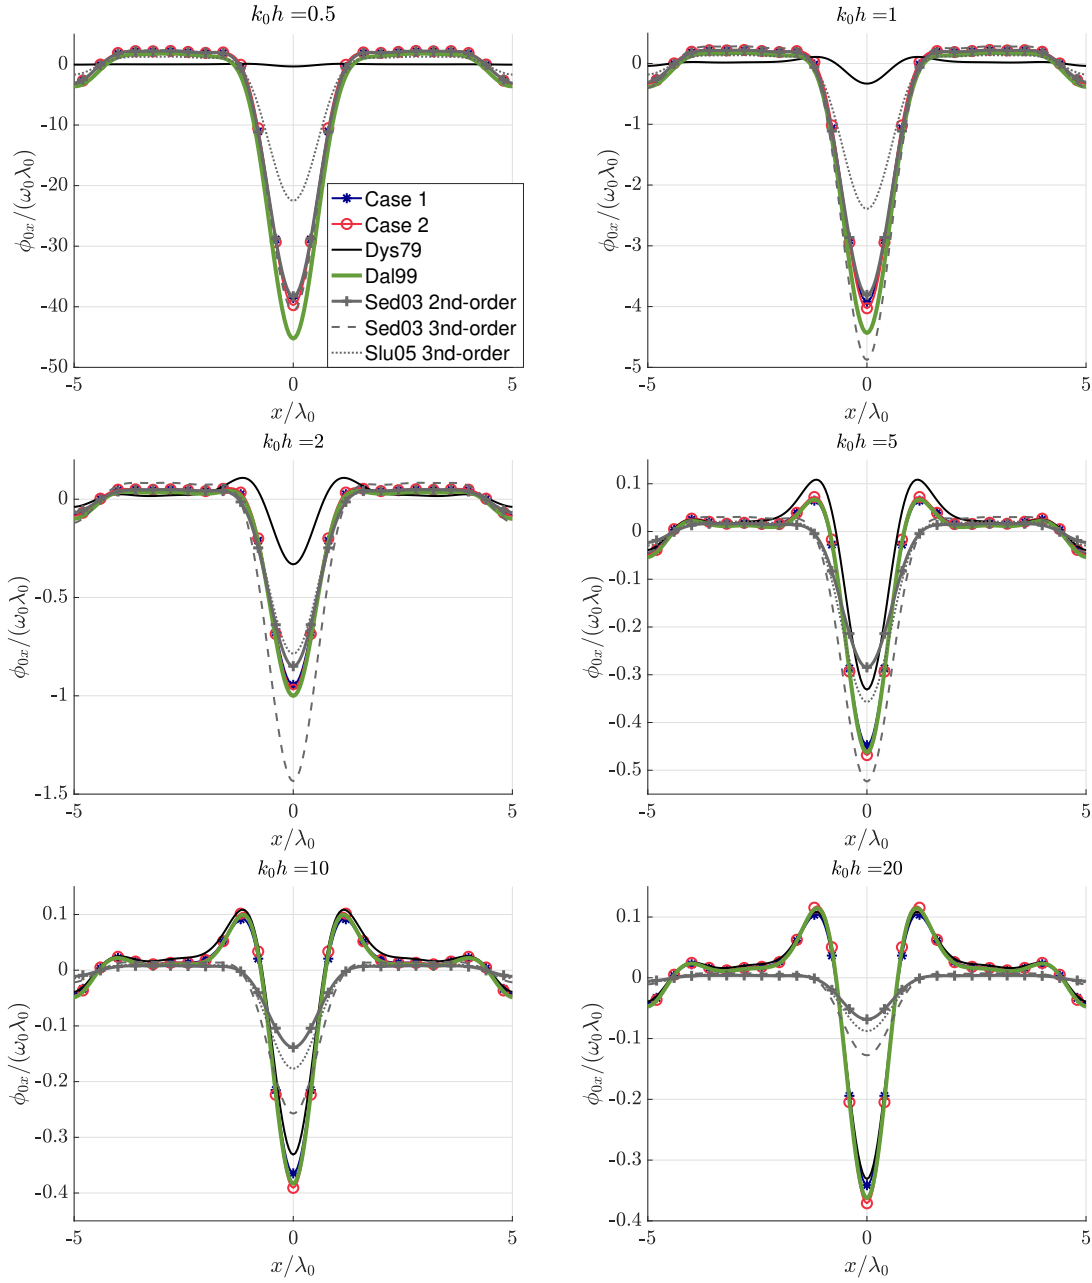 k₀h =0.5
0
-10
-20
-30
-40
-50
-5
0
5
ϕ₀ₓ/(ω₀λ₀)
x/λ₀
Case 1
Case 2
Dys79
Dal99
Sed03 2nd-order
Sed03 3nd-order
Slu05 3nd-order
k₀h =1
0
-1
-2
-3
-4
-5
-5
0
5
ϕ₀ₓ/(ω₀λ₀)
x/λ₀
k₀h =2
0
-0.5
-1
-1.5
-5
0
5
ϕ₀ₓ/(ω₀λ₀)
x/λ₀
k₀h =5
0.1
0
-0.1
-0.2
-0.3
-0.4
-0.5
-5
0
5
ϕ₀ₓ/(ω₀λ₀)
x/λ₀
k₀h =10
0.1
0
-0.1
-0.2
-0.3
-0.4
-5
0
5
ϕ₀ₓ/(ω₀λ₀)
x/λ₀
k₀h =20
0.1
0
-0.1
-0.2
-0.3
-0.4
-5
0
5
ϕ₀ₓ/(ω₀λ₀)
x/λ₀